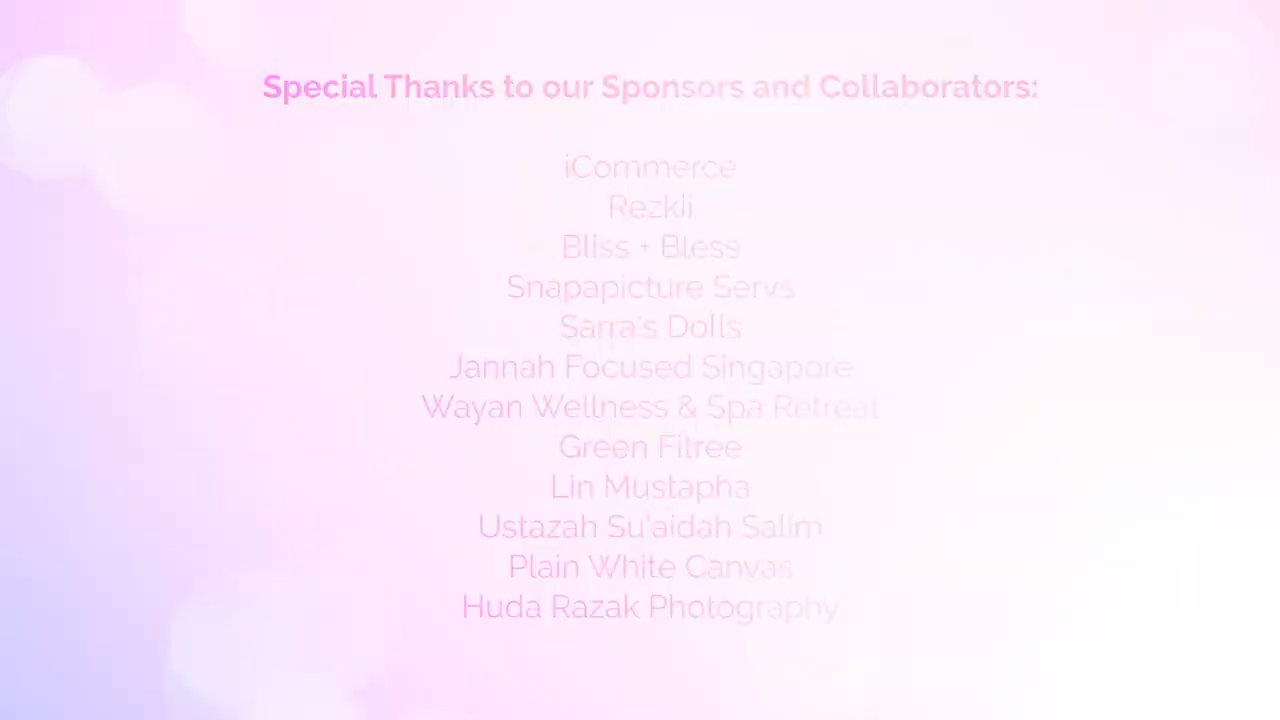 Special Thanks to our Sponsors and Collaborators:
iCommerce
Rezkii
Bliss + Bless
Snapapicture Servs
Sarra's Dolls
Jannah Focused Singapore
Wayan Wellness & Spa Retreat
Green Fitree
Lin Mustapha
Ustazah Su'aidah Salim
Plain White Canvas
Huda Razak Photography